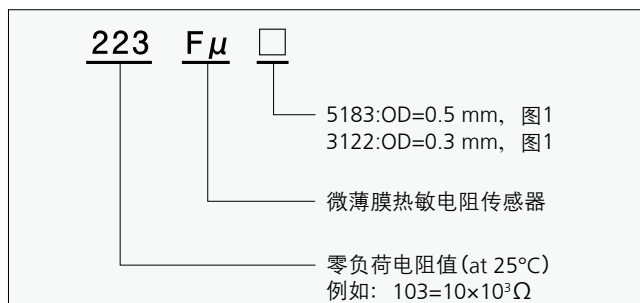 223 Fμ □
5183:OD=0.5 mm, 图1
3122:OD=0.3 mm, 图1
微薄膜热敏电阻传感器
零负荷电阻值(at 25°C)
例如: 103=10×10³Ω